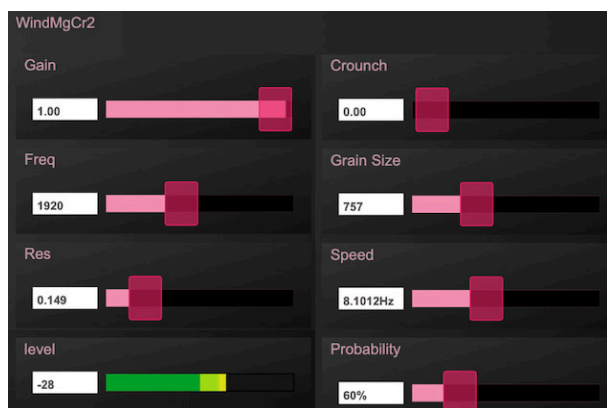 WindMgCr2
Gain
1.00
Crounch
0.00
Freq
1920
Grain Size
757
Res
0.149
Speed
8.1012Hz
level
-28
Probability
60%